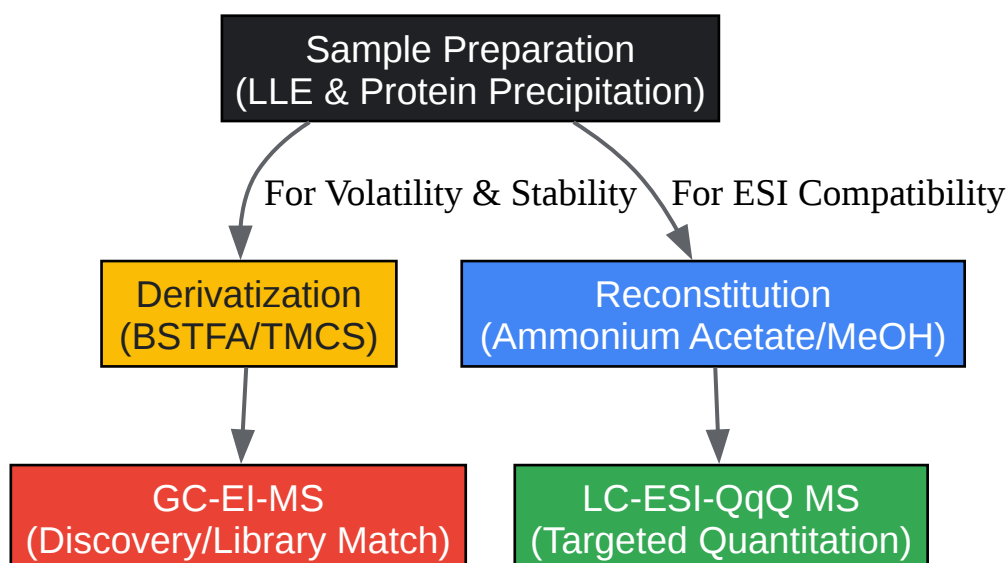 Sample Preparation
(LLE & Protein Precipitation)
For Volatility & Stability
For ESI Compatibility
Derivatization
(BSTFA/TMCS)
Reconstitution
(Ammonium Acetate/MeOH)
GC-EI-MS
(Discovery/Library Match)
LC-ESI-QqQ MS
(Targeted Quantitation)